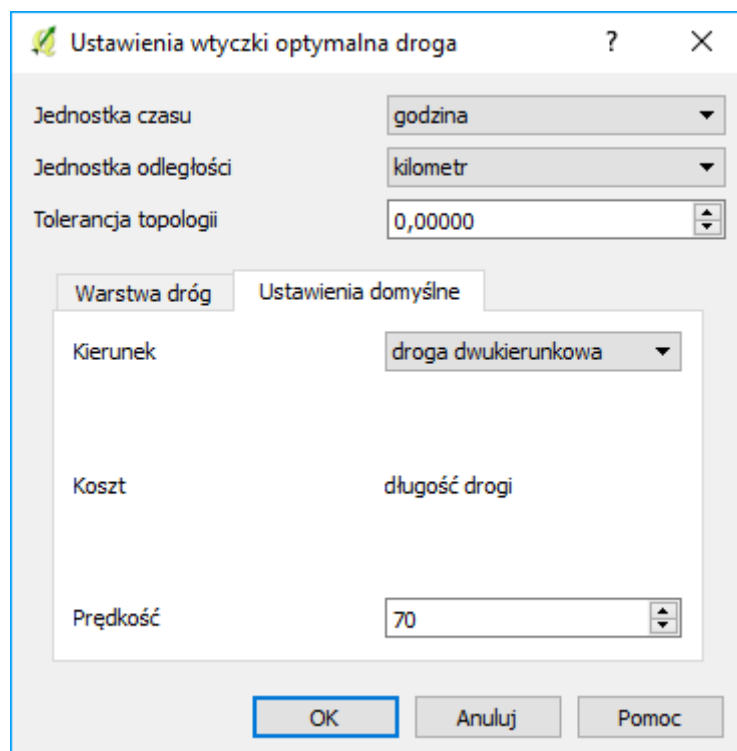 Ustawienia wtyczki optymalna droga ?
Jednostka czasu godzina
Jednostka odległości kilometr
Tolerancja topologii 0,00000
Warstwa dróg Ustawienia domyślne
Kierunek droga dwukierunkowa
Koszt długość drogi
Prędkość 70
OK Anuluj Pomoc